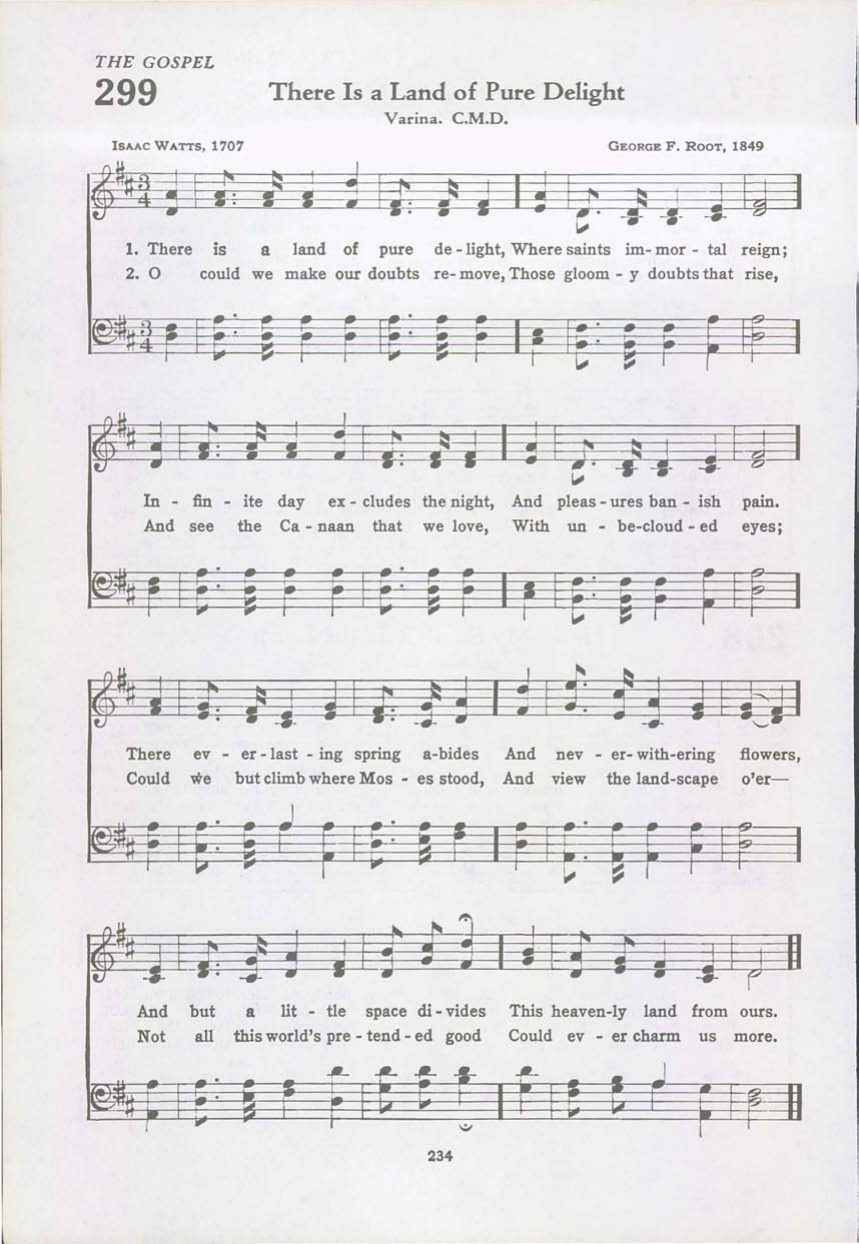 THE GOSPEL
299
There Is a Land of Pure Delight
Varina. C.M.D.
ISAAC WATTS, 1707
GEORGE F. ROOT, 1849
3
4
1. There is a land of pure de-light, Where saints im-mor-tal reign;
2. O could we make our doubts re-move, Those gloom-y doubts that rise,
3
4
In-fin-ite day ex-cludes the night, And pleas-ures ban-ish pain.
And see the Ca-naan that we love, With un-be-cloud-ed eyes;
There ev-er-last-ing spring a-bides And nev-er-with-ering flowers,
Could we but climb where Mos-es stood, And view the land-scape o'er—
And but a lit-tle space di-vides This heaven-ly land from ours.
Not all this world's pre-tend-ed good Could ev-er charm us more.
234